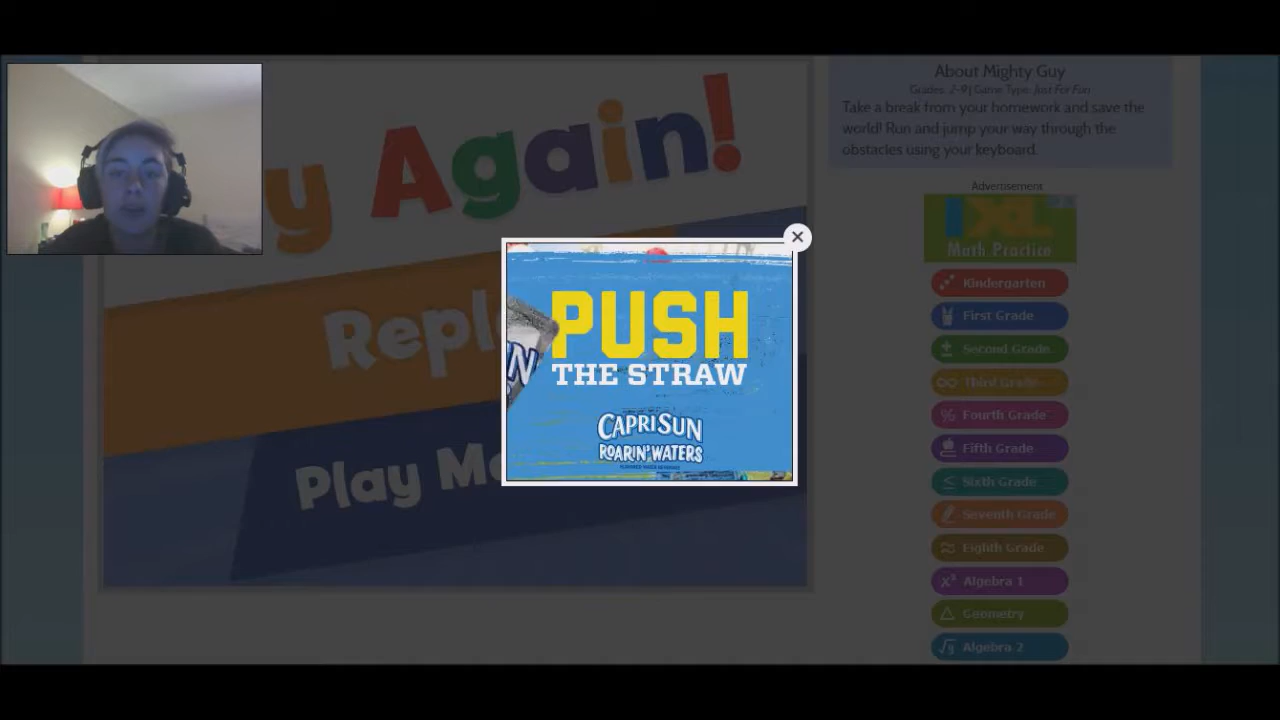 y Again!
Repl
Play Mo
PUSH
THE STRAW
CAPRI SUN
ROARIN' WATERS
About Mighty Guy
Grades: 2-9 | Game Type: Just For Fun
Take a break from your homework and save the
world! Run and jump your way through the
obstacles using your keyboard.
Advertisement
IXL
Math Practice
Kindergarten
First Grade
Second Grade
Third Grade
Fourth Grade
Fifth Grade
Sixth Grade
Seventh Grade
Eighth Grade
Algebra 1
Geometry
Algebra 2